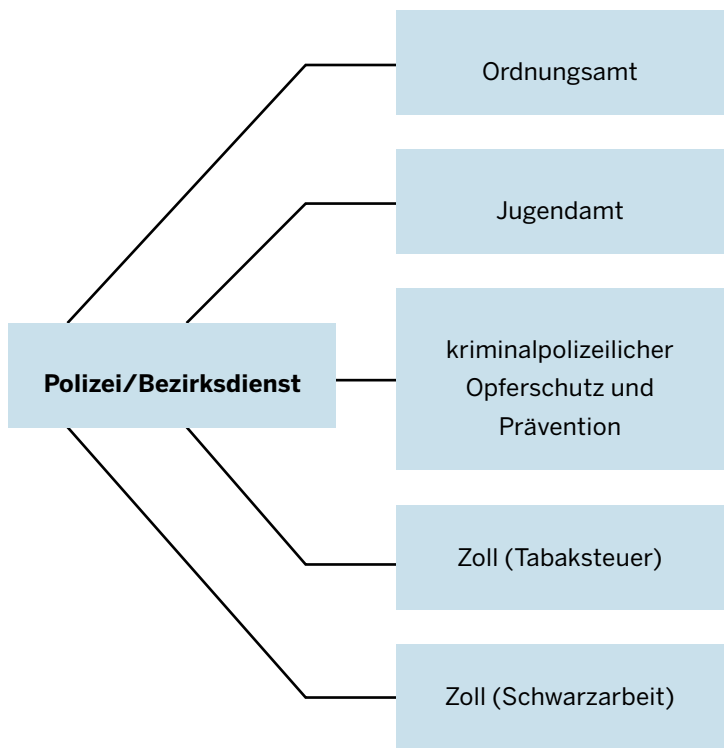 Ordnungsamt
Jugendamt
Polizei/Bezirksdienst
kriminalpolizeilicher
Opferschutz und
Prävention
Zoll (Tabaksteuer)
Zoll (Schwarzarbeit)